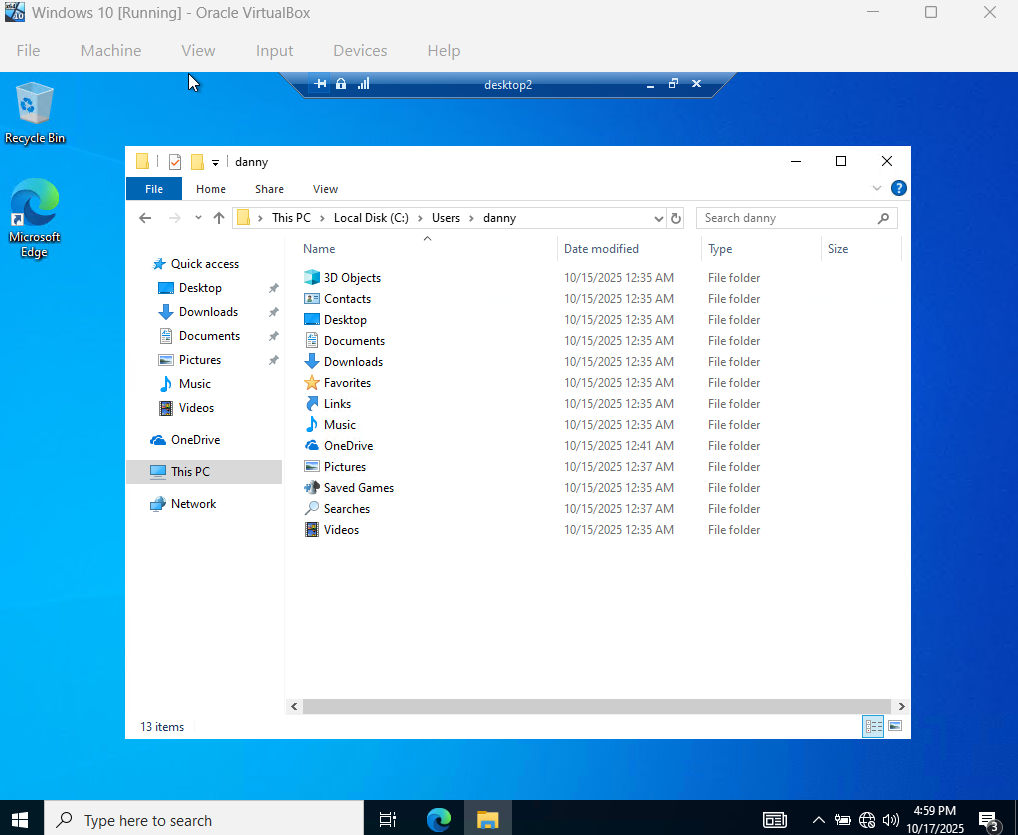 Windows 10 [Running] - Oracle VirtualBox
File Machine View Input Devices Help
desktop2
Recycle Bin
Microsoft
Edge
danny
File Home Share View
?
This PC Local Disk (C:) Users danny
Search danny
Name Date modified Type Size
Quick access
Desktop
Downloads
Documents
Pictures
Music
Videos
OneDrive
This PC
Network
3D Objects 10/15/2025 12:35 AM File folder
Contacts 10/15/2025 12:35 AM File folder
Desktop 10/15/2025 12:35 AM File folder
Documents 10/15/2025 12:35 AM File folder
Downloads 10/15/2025 12:35 AM File folder
Favorites 10/15/2025 12:35 AM File folder
Links 10/15/2025 12:35 AM File folder
Music 10/15/2025 12:35 AM File folder
OneDrive 10/15/2025 12:41 AM File folder
Pictures 10/15/2025 12:37 AM File folder
Saved Games 10/15/2025 12:35 AM File folder
Searches 10/15/2025 12:37 AM File folder
Videos 10/15/2025 12:35 AM File folder
13 items
Type here to search
4:59 PM
10/17/2025
3